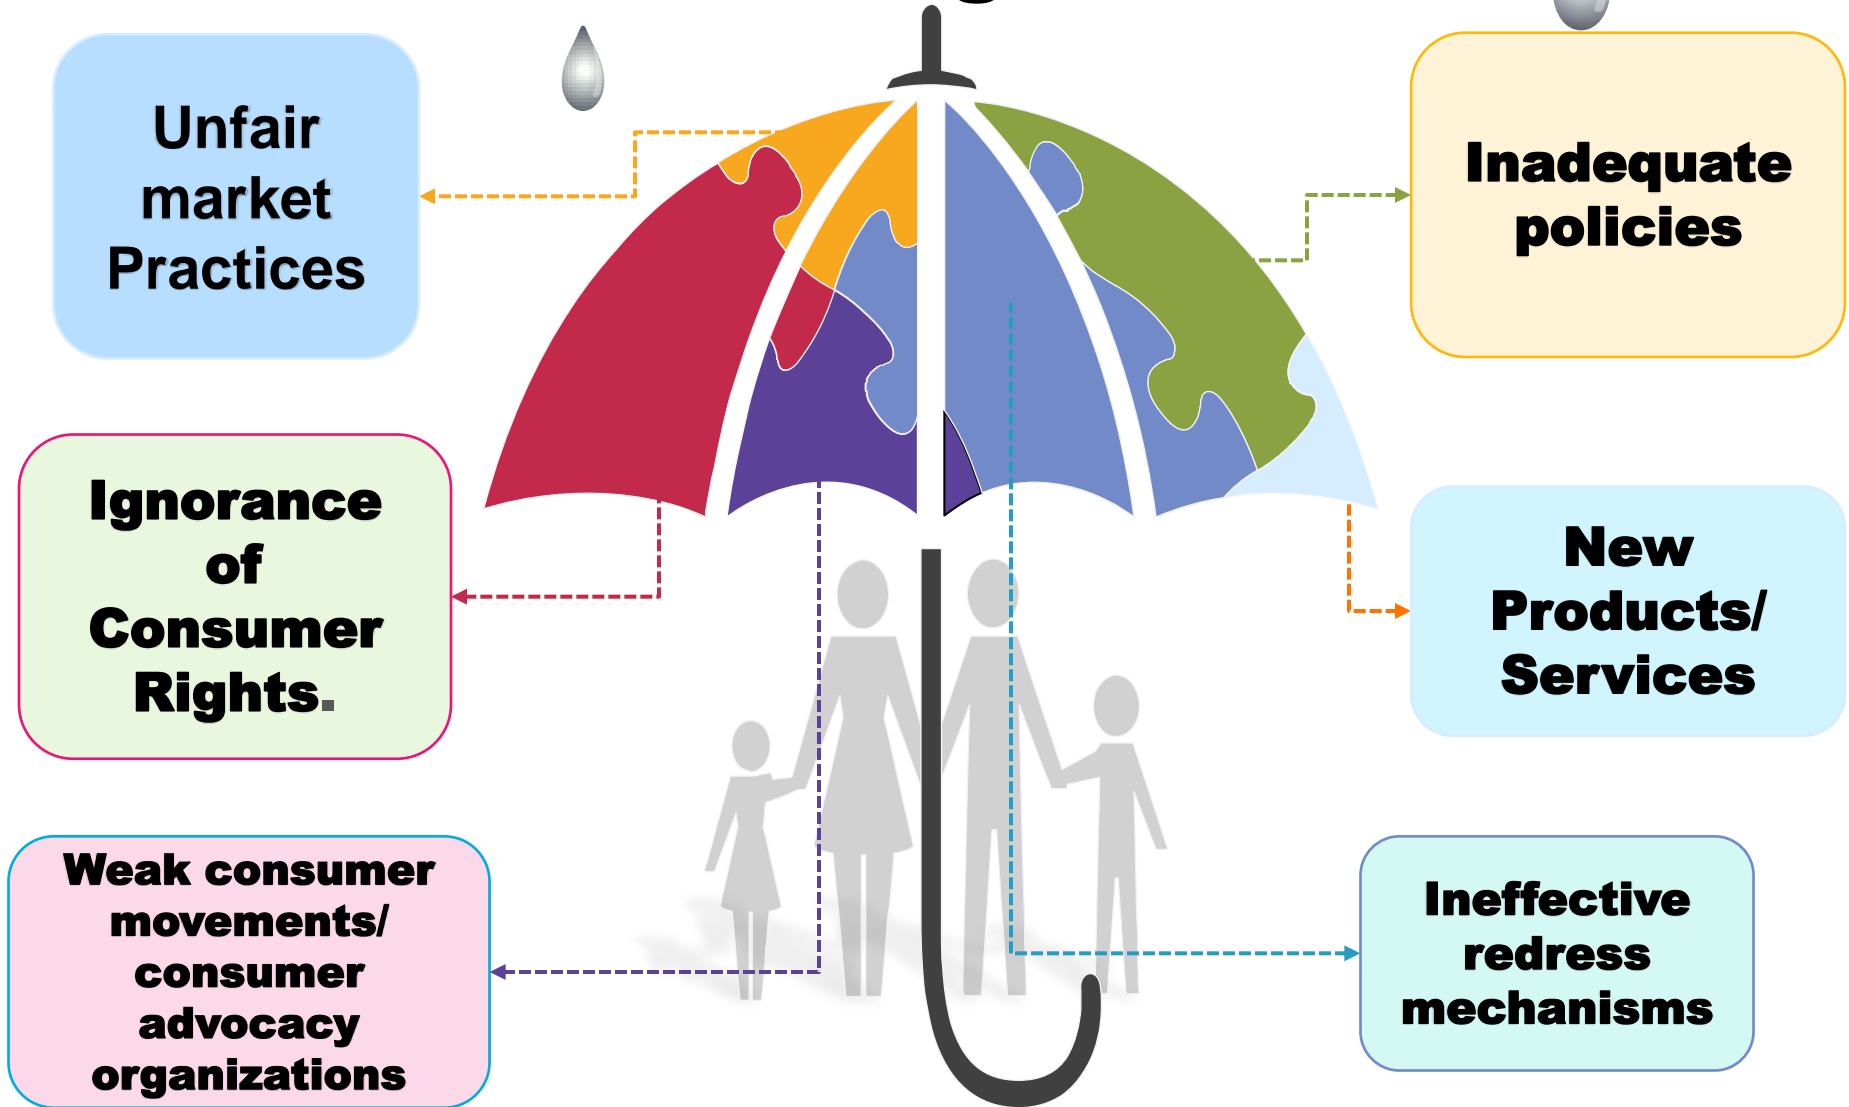 Unfair
market
Practices
Ignorance
of
Consumer
Rights.
Weak consumer
movements/
consumer
advocacy
organizations
Inadequate
policies
New
Products/
Services
Ineffective
redress
mechanisms